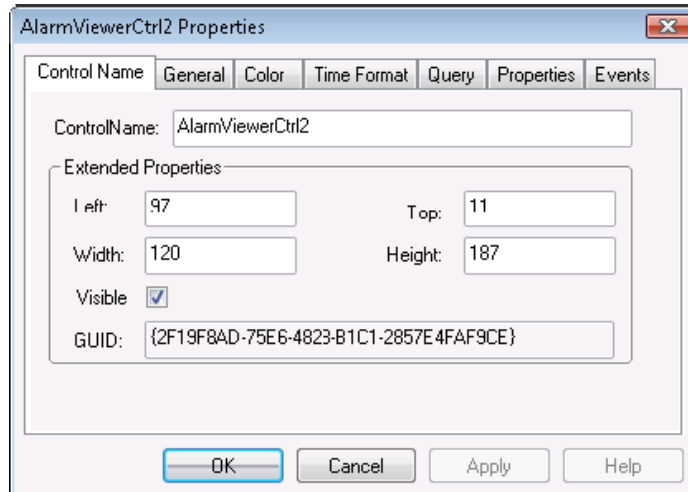 AlarmViewerCtrl2 Properties
Control Name General Color Time Format Query Properties Events
ControlName: AlarmViewerCtrl2
Extended Properties
Left: 97 Top: 11
Width: 120 Height: 187
Visible
GUID: {2F19F8AD-75E6-4823-B1C1-2857E4FAF9CE}
OK Cancel Apply Help